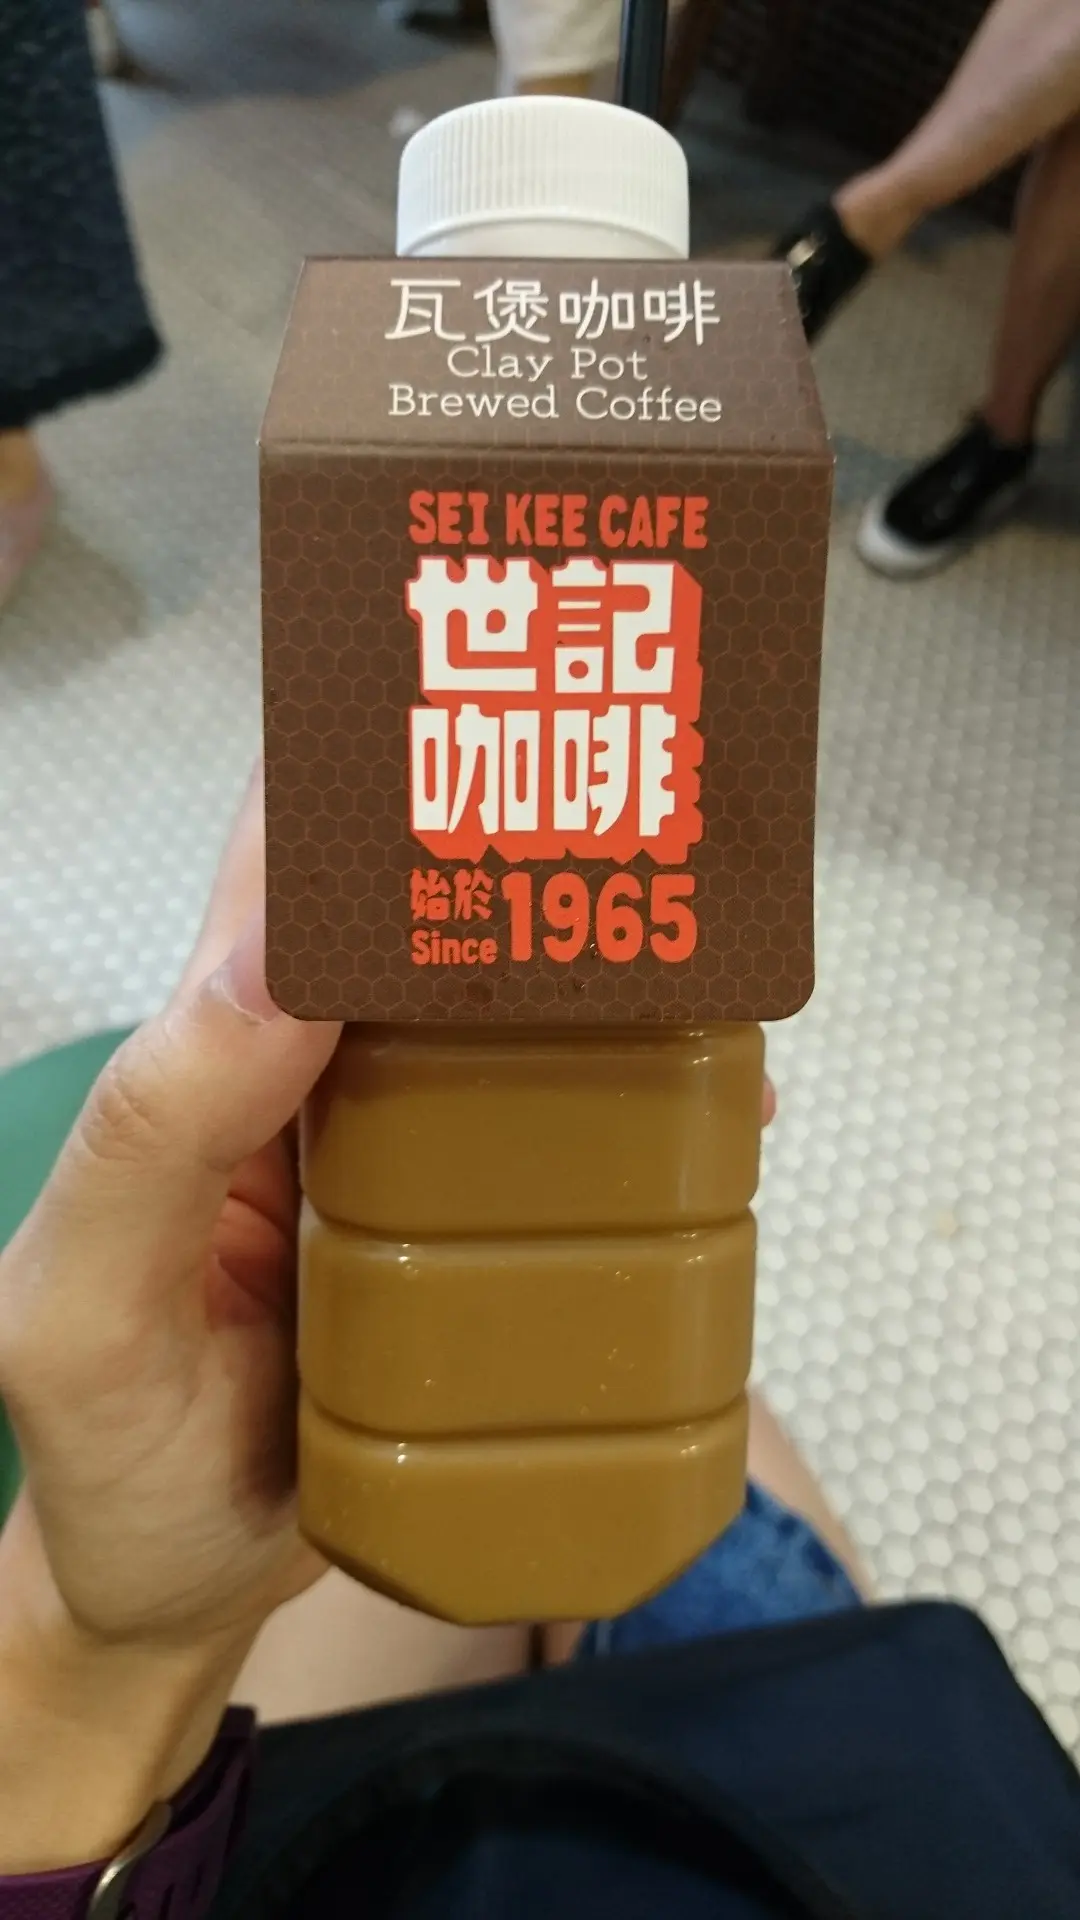 瓦煲咖啡
Clay Pot
Brewed Coffee
SEI KEE CAFE
世記
咖啡
始於
Since 1965